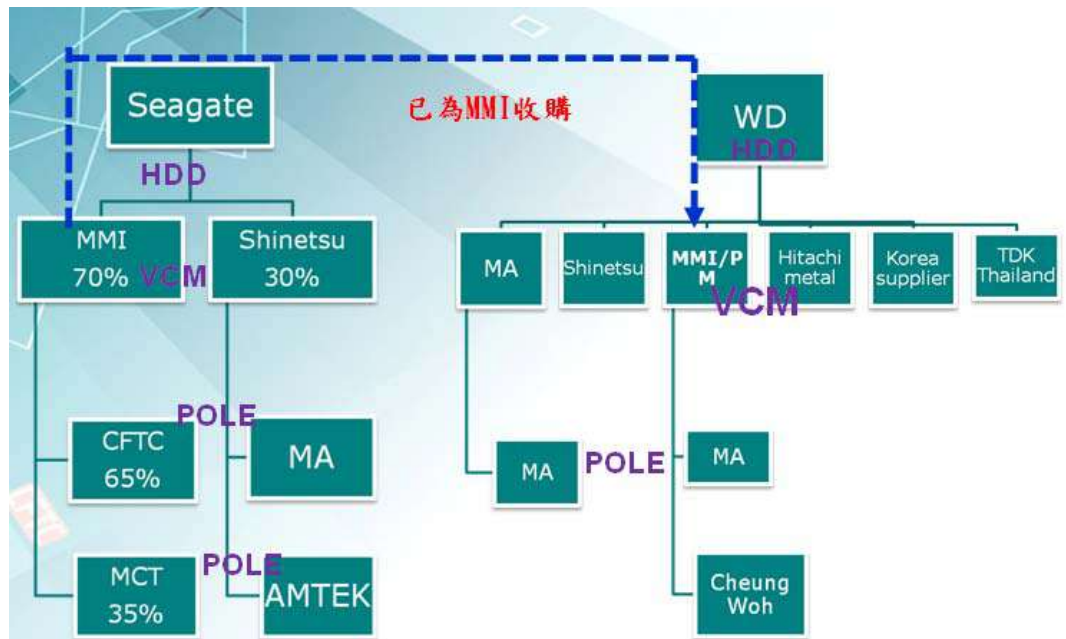 Seagate
已為MMI收購
WD
HDD
HDD
MMI
70%
VCM
Shinetsu
30%
MA
Shinetsu
MMI/P
M
Hitachi
metal
Korea
supplier
TDK
Thailand
VCM
POLE
CFTC
65%
MA
MA
POLE
MA
POLE
MCT
35%
AMTEK
Cheung
Woh